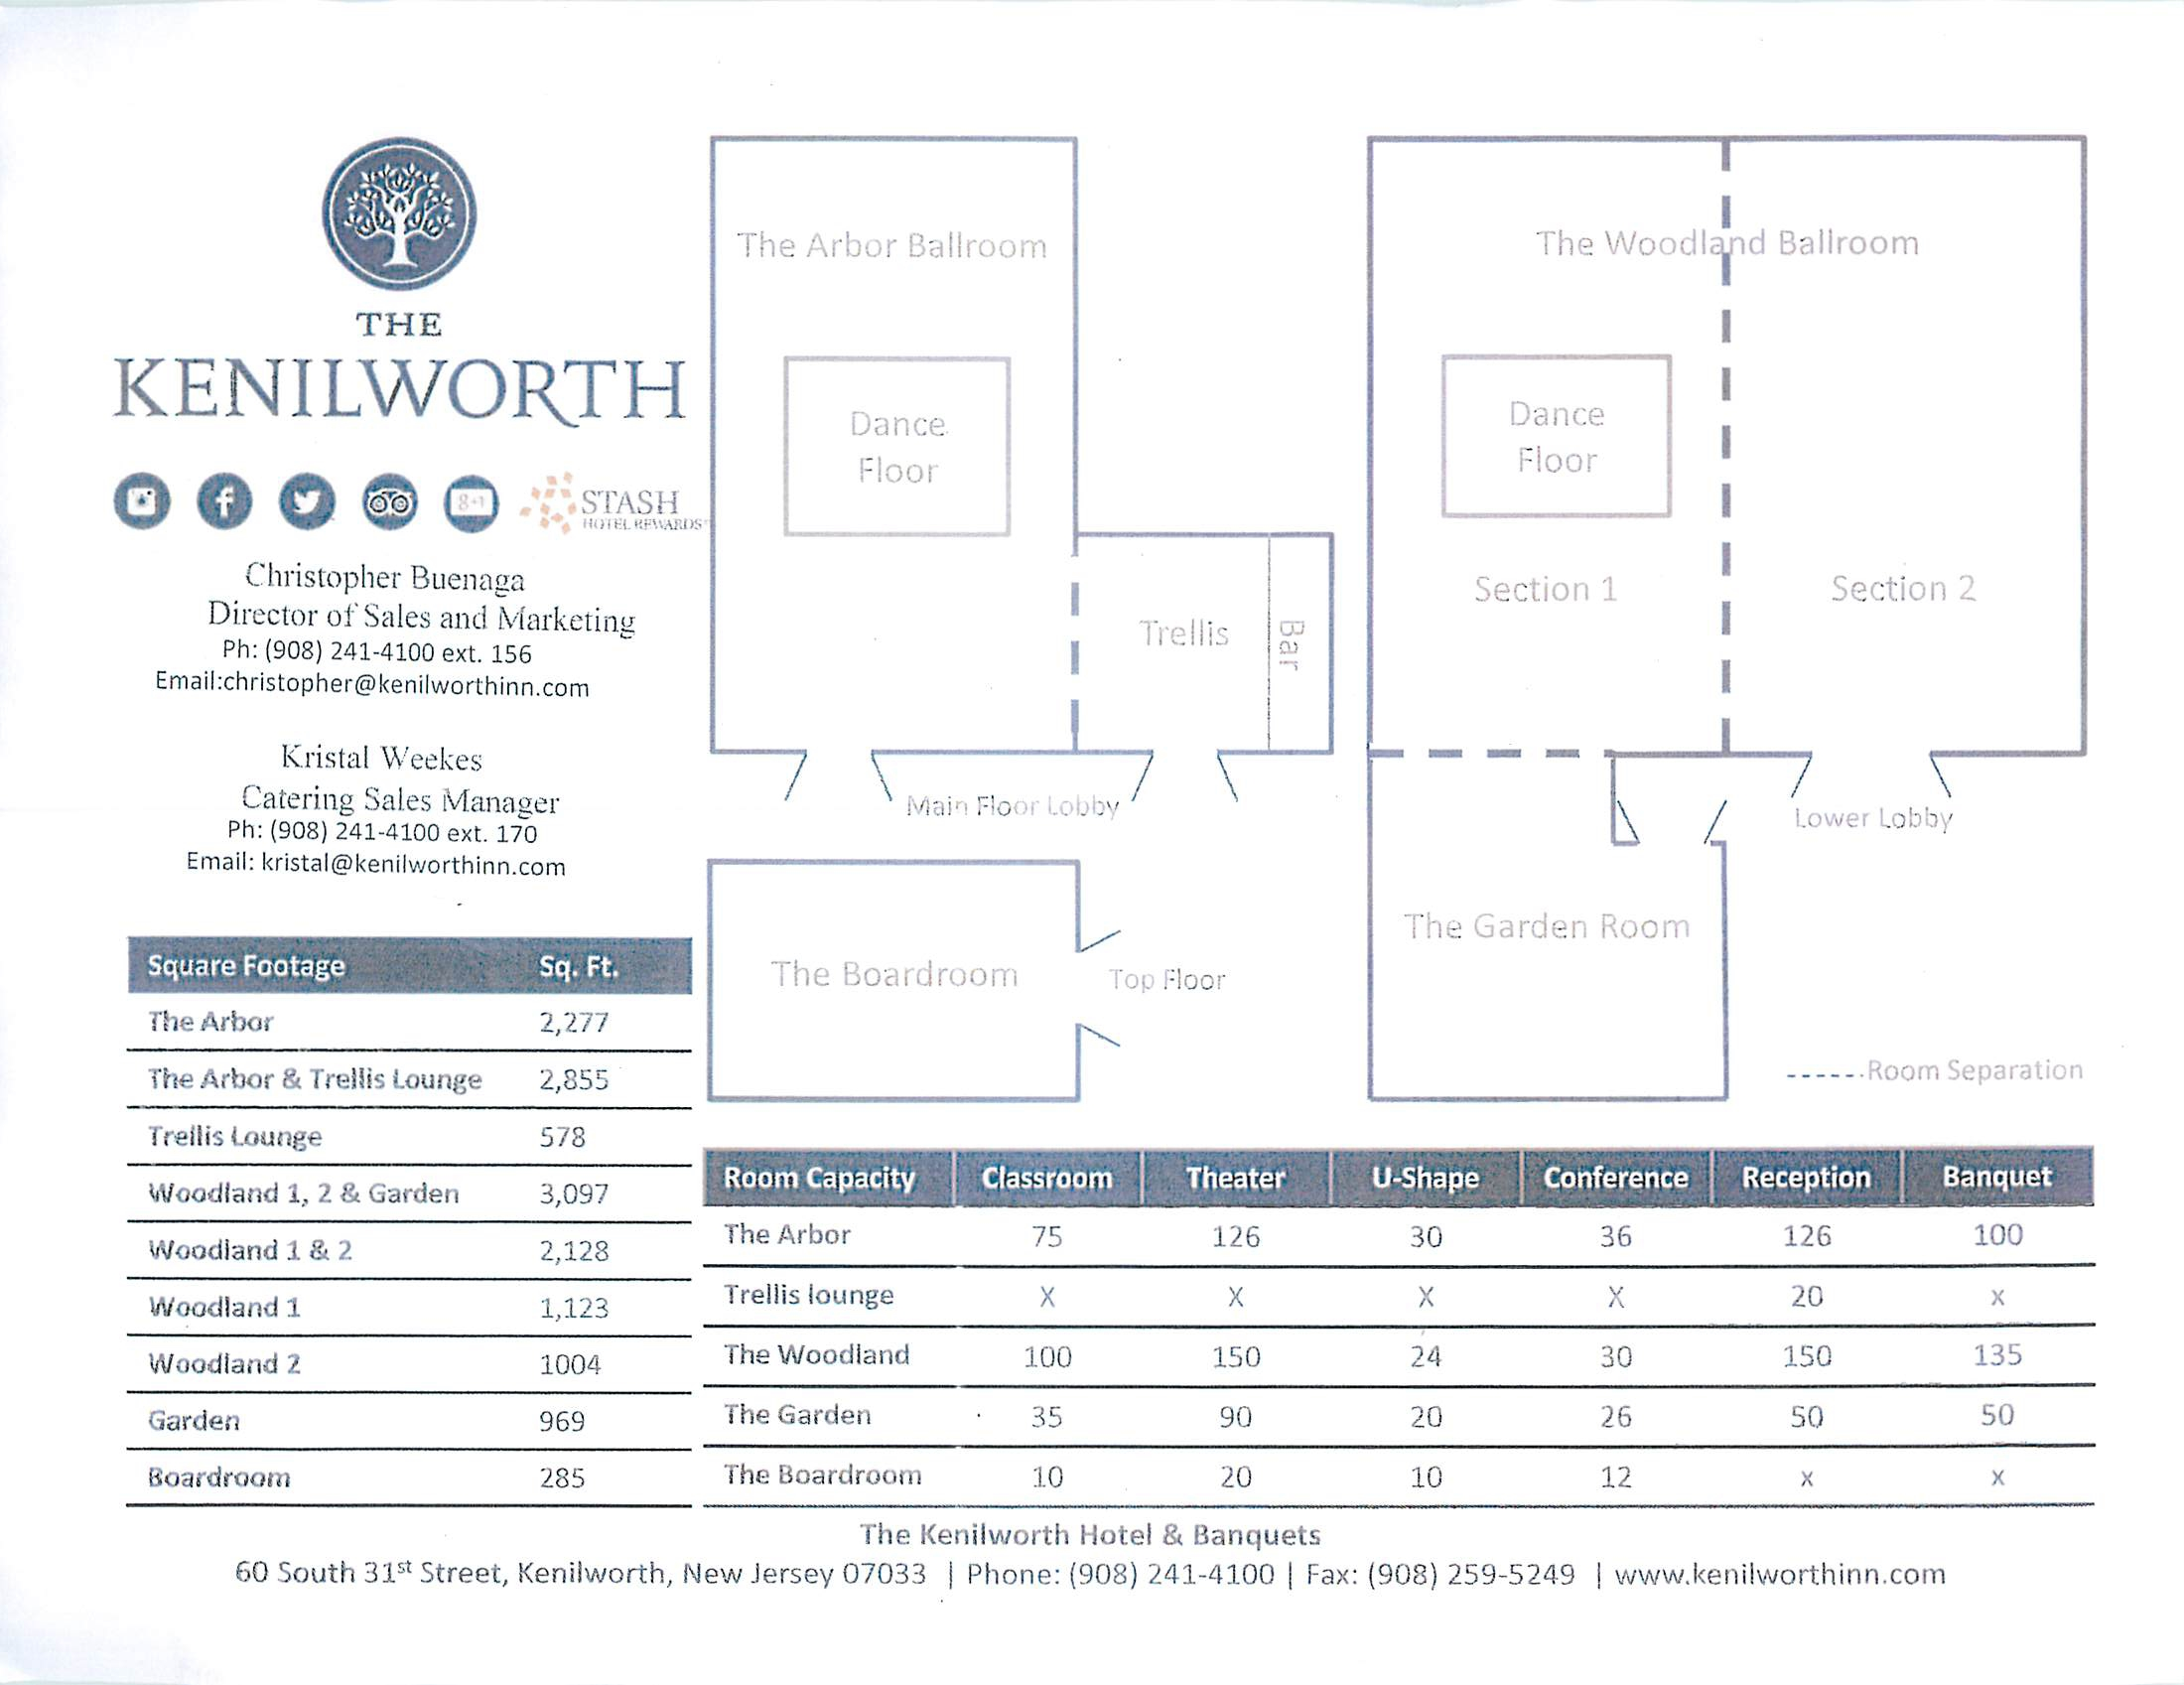 THE
KENILWORTH
8+1
STASH
HOTEL REWARDS
Christopher Buenaga
Director of Sales and Marketing
Ph: (908) 241-4100 ext. 156
Email:christopher@kenilworthinn.com
Kristal Weekes
Catering Sales Manager
Ph: (908) 241-4100 ext. 170
Email: kristal@kenilworthinn.com
The Arbor Ballroom
Dance
Floor
Trellis
Bar
Main Floor Lobby
The Woodland Ballroom
Dance
Floor
Section 1
Section 2
Lower Lobby
The Garden Room
The Boardroom
Top Floor
------Room Separation
Square Footage Sq. Ft.
The Arbor 2,277
The Arbor & Trellis Lounge 2,855
Trellis Lounge 578
Woodland 1, 2 & Garden 3,097
Woodland 1 & 2 2,128
Woodland 1 1,123
Woodland 2 1004
Garden 969
Boardroom 285
Room Capacity Classroom Theater U-Shape Conference Reception Banquet
The Arbor 75 126 30 36 126 100
Trellis lounge X X X X 20 x
The Woodland 100 150 24 30 150 135
The Garden 35 90 20 26 50 50
The Boardroom 10 20 10 12 x x
The Kenilworth Hotel & Banquets
60 South 31st Street, Kenilworth, New Jersey 07033 | Phone: (908) 241-4100 | Fax: (908) 259-5249 | www.kenilworthinn.com